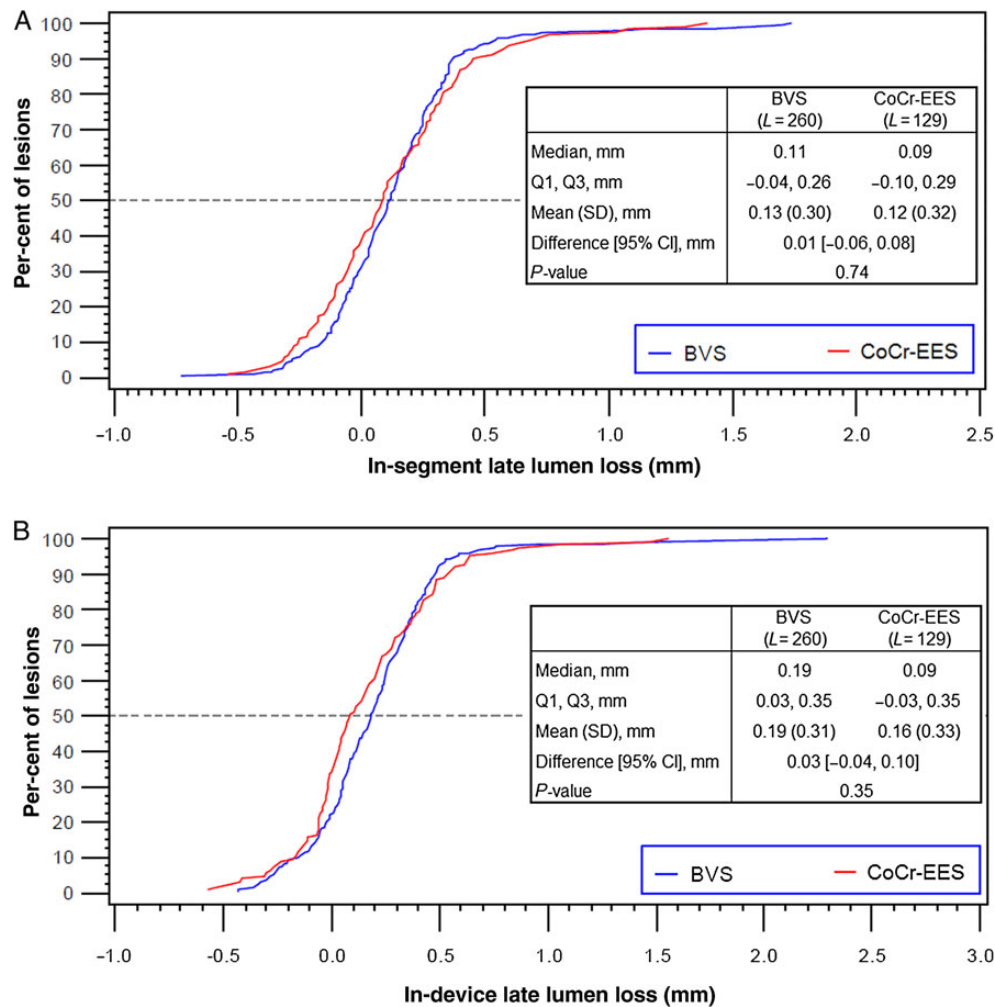 A
Per-cent of lesions
100
90
80
70
60
50
40
30
20
10
0
BVS CoCr-EES
(L = 260) (L = 129)
Median, mm 0.11 0.09
Q1, Q3, mm −0.04, 0.26 −0.10, 0.29
Mean (SD), mm 0.13 (0.30) 0.12 (0.32)
Difference [95% CI], mm 0.01 [−0.06, 0.08]
P-value 0.74
BVS CoCr-EES
−1.0 −0.5 0.0 0.5 1.0 1.5 2.0 2.5
In-segment late lumen loss (mm)
B
Per-cent of lesions
100
90
80
70
60
50
40
30
20
10
0
BVS CoCr-EES
(L = 260) (L = 129)
Median, mm 0.19 0.09
Q1, Q3, mm 0.03, 0.35 −0.03, 0.35
Mean (SD), mm 0.19 (0.31) 0.16 (0.33)
Difference [95% CI], mm 0.03 [−0.04, 0.10]
P-value 0.35
BVS CoCr-EES
−1.0 −0.5 0.0 0.5 1.0 1.5 2.0 2.5 3.0
In-device late lumen loss (mm)